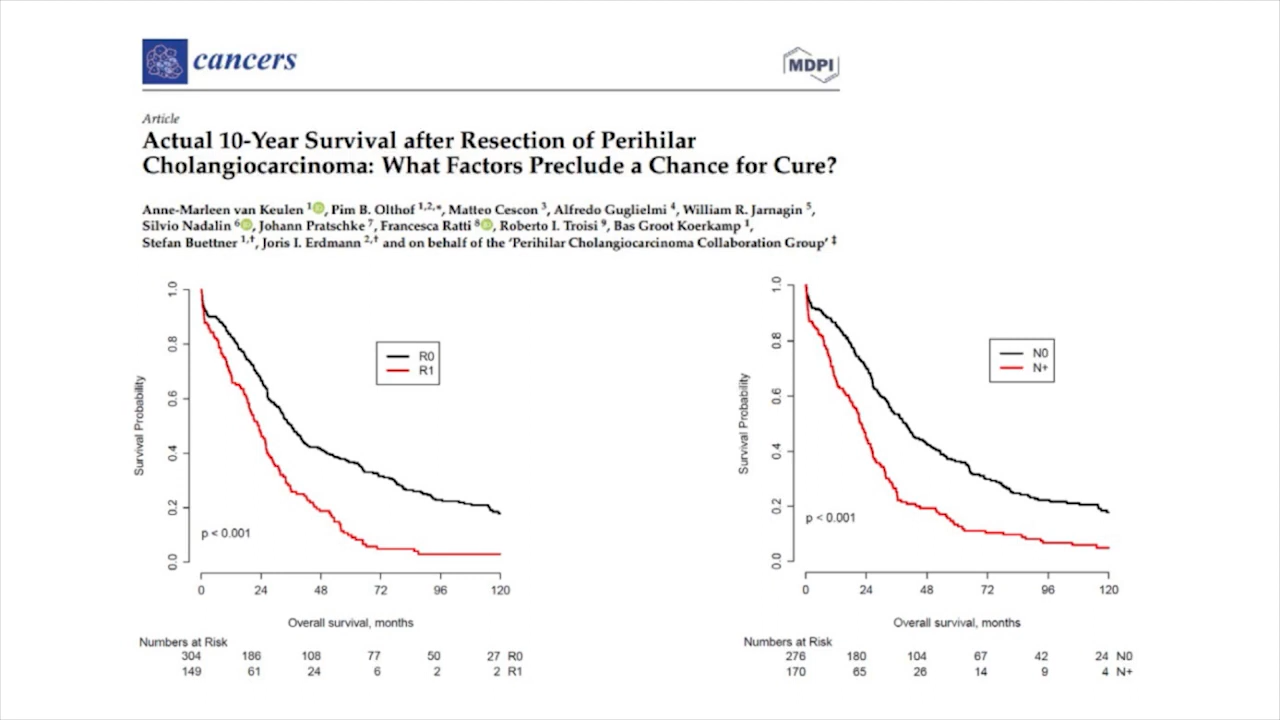 cancers
MDPI
Article
Actual 10-Year Survival after Resection of Perihilar
Cholangiocarcinoma: What Factors Preclude a Chance for Cure?
Anne-Marleen van Keulen 1, Pim B. Olthof 1,2,*, Matteo Cescon 3, Alfredo Guglielmi 4, William R. Jarnagin 5,
Silvio Nadalin 6, Johann Pratschke 7, Francesca Ratti 8, Roberto I. Troisi 9, Bas Groot Koerkamp 1,
Stefan Buettner 1,†, Joris I. Erdmann 2,† and on behalf of the 'Perihilar Cholangiocarcinoma Collaboration Group' ‡
Survival Probability
1.0
0.8
0.6
0.4
0.2
0.0
R0
R1
p < 0.001
0 24 48 72 96 120
Overall survival, months
Numbers at Risk
304 186 108 77 50 27 R0
149 61 24 6 2 2 R1
Survival Probability
1.0
0.8
0.6
0.4
0.2
0.0
N0
N+
p < 0.001
0 24 48 72 96 120
Overall survival, months
Numbers at Risk
276 180 104 67 42 24 N0
170 65 26 14 9 4 N+